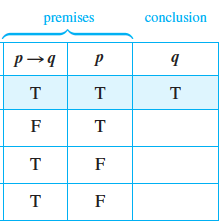 premises conclusion
p → q p q
T T T
F T
T F
T F